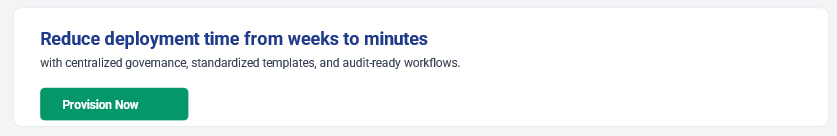 Reduce deployment time from weeks to minutes
with centralized governance, standardized templates, and audit-ready workflows.
Provision Now